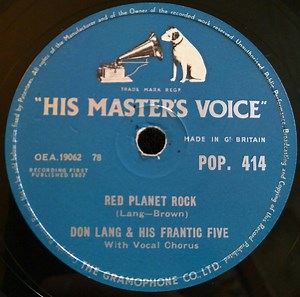 TRADE MARK REGD
"HIS MASTER'S VOICE"
MADE IN GT BRITAIN
OEA.19062 78
POP. 414
RECORDING FIRST
PUBLISHED 1957
RED PLANET ROCK
(Lang—Brown)
DON LANG & HIS FRANTIC FIVE
With Vocal Chorus
THE GRAMOPHONE CO., LTD.